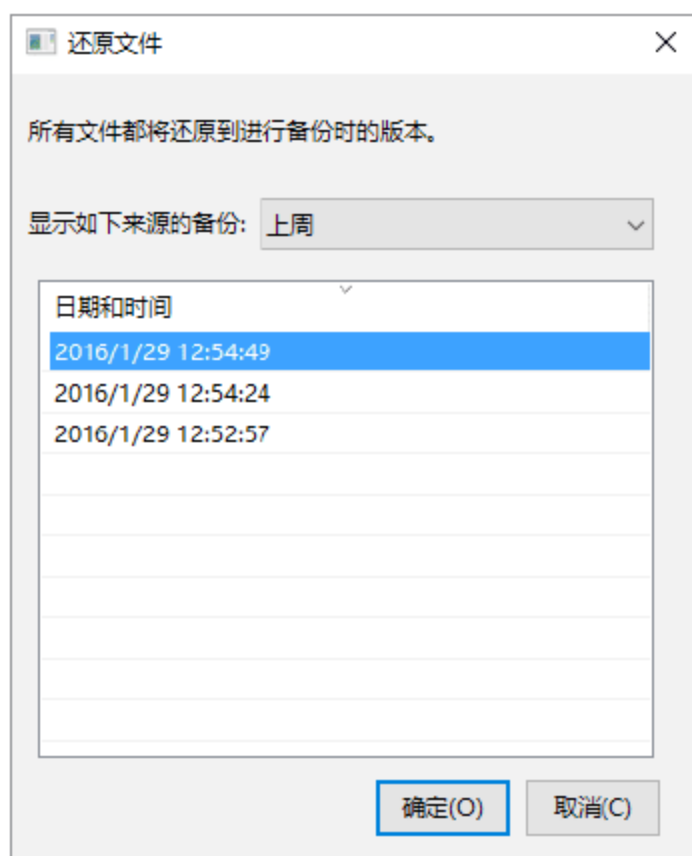 还原文件
所有文件都将还原到进行备份时的版本。
显示如下来源的备份: 上周
日期和时间
2016/1/29 12:54:49
2016/1/29 12:54:24
2016/1/29 12:52:57
确定(O) 取消(C)